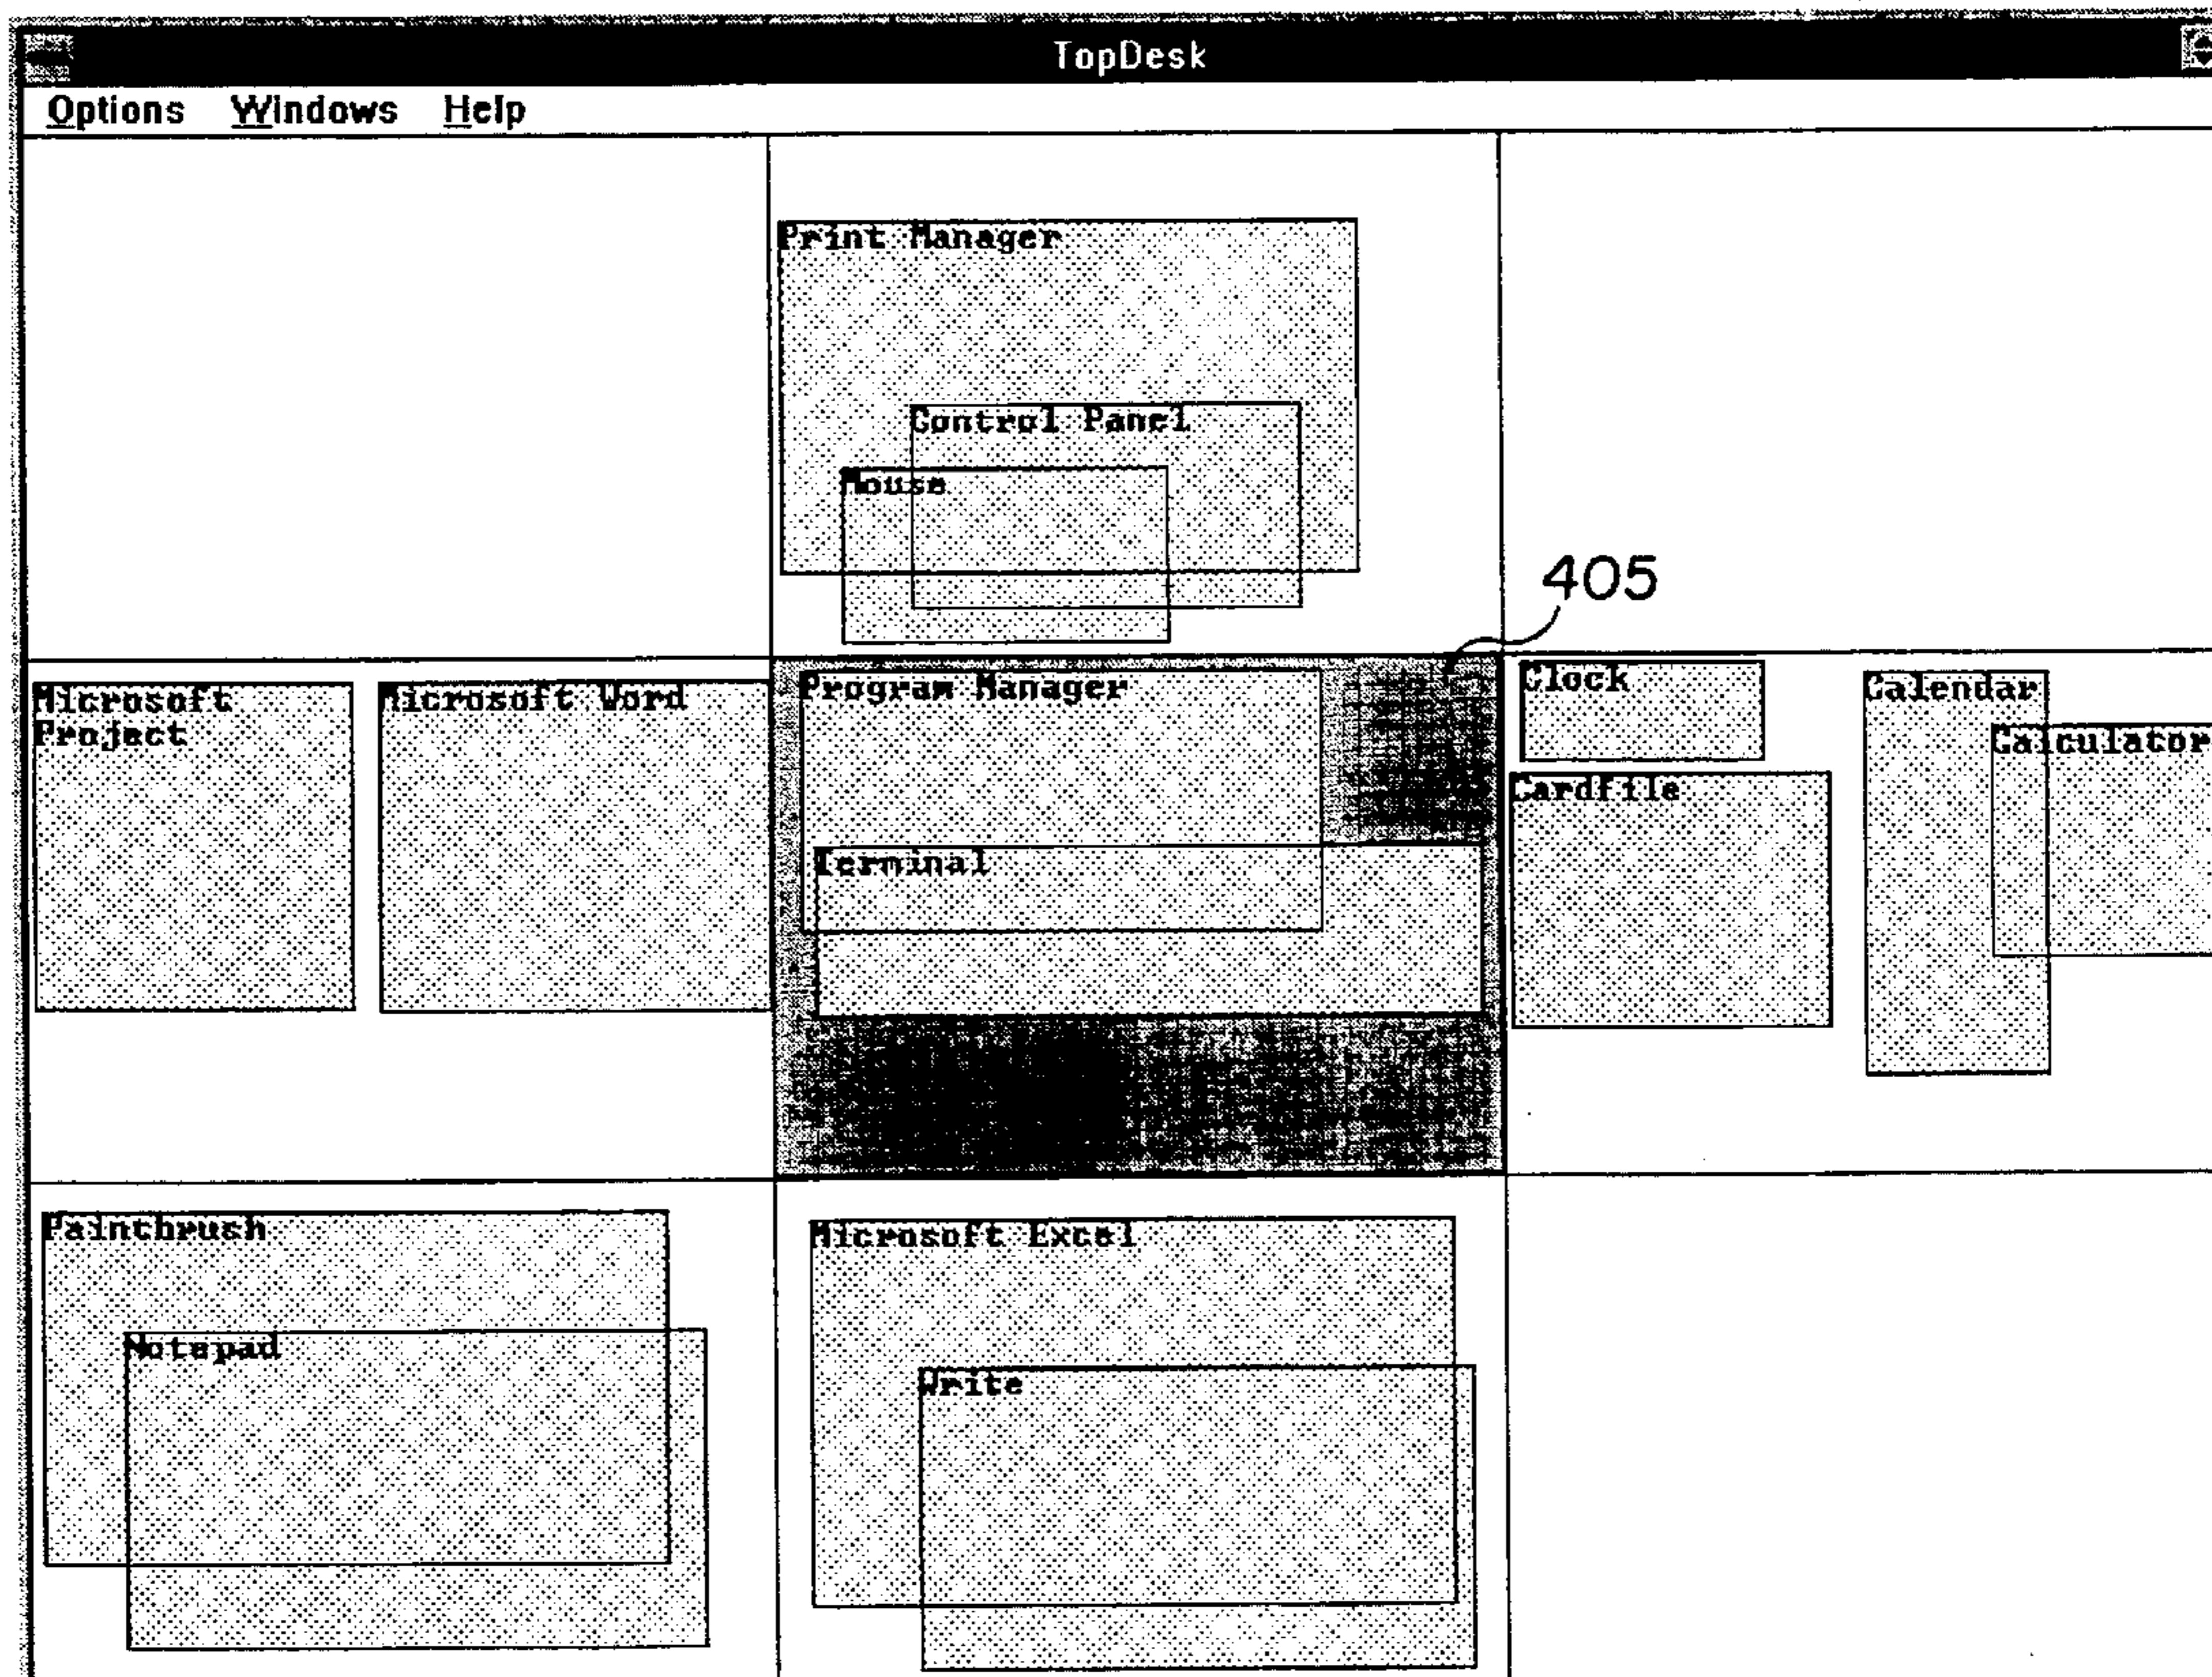 TopDesk
Options Windows Help
Print Manager
Control Panel
Mouse
405
Microsoft
Project
Microsoft Word
Program Manager
Terminal
Clock
Calendar
Calculator
Cardfile
Paintbrush
Notepad
Microsoft Excel
Write